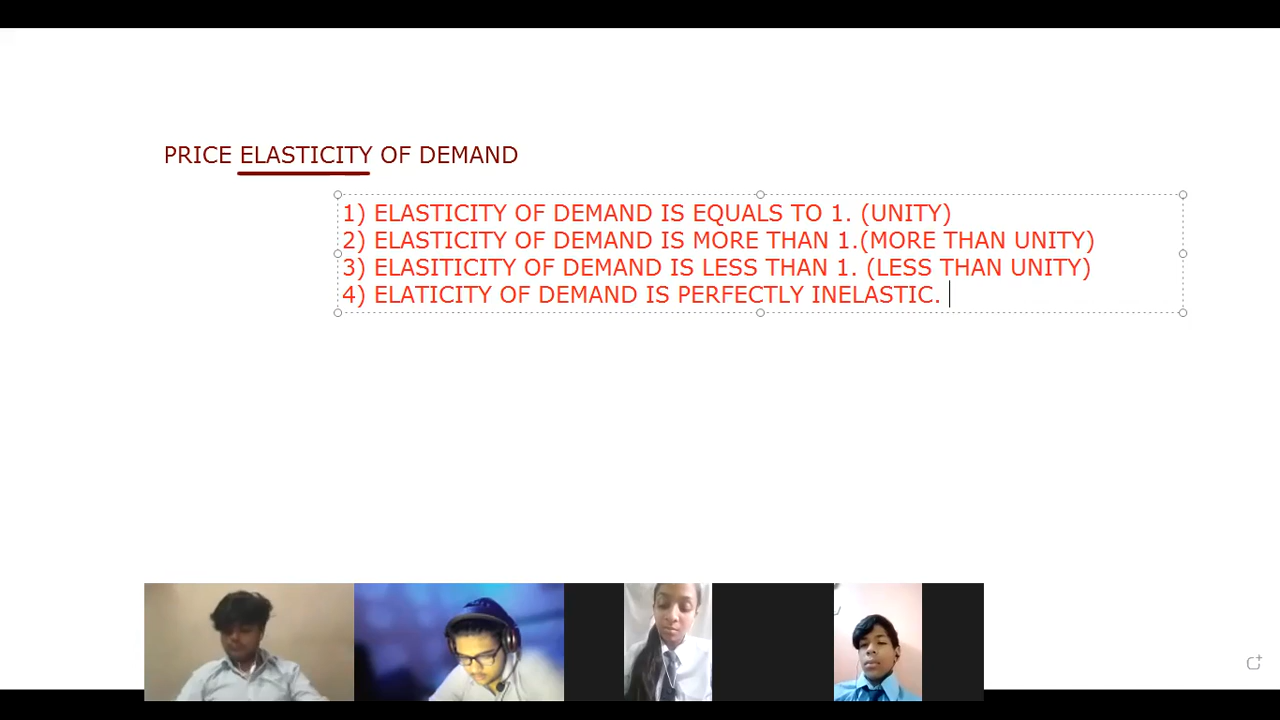 PRICE ELASTICITY OF DEMAND
1) ELASTICITY OF DEMAND IS EQUALS TO 1. (UNITY)
2) ELASTICITY OF DEMAND IS MORE THAN 1.(MORE THAN UNITY)
3) ELASITICITY OF DEMAND IS LESS THAN 1. (LESS THAN UNITY)
4) ELATICITY OF DEMAND IS PERFECTLY INELASTIC.